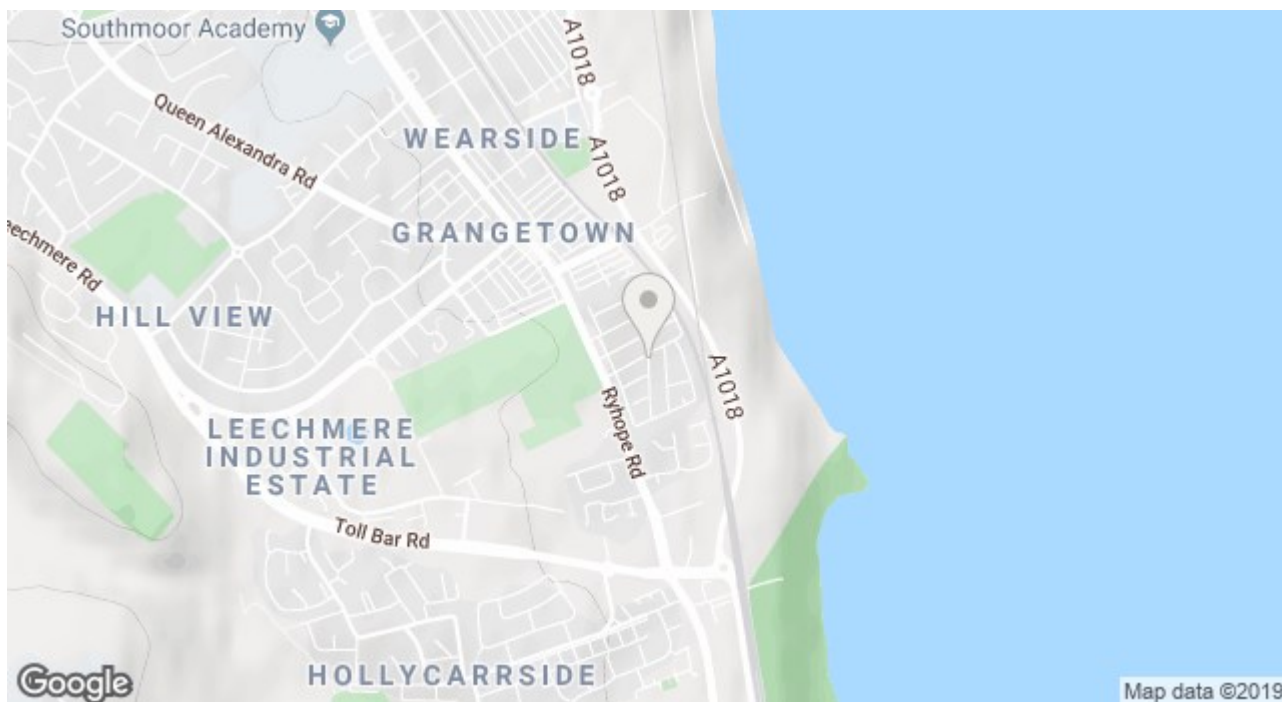 Southmoor Academy
A1018
Queen Alexandra Rd
WEARSIDE
A1018
GRANGETOWN
Leechmere Rd
HILL VIEW
A1018
Ryhope Rd
LEECHMERE
INDUSTRIAL
ESTATE
Toll Bar Rd
HOLLYCARRSIDE
Google
Map data ©2019